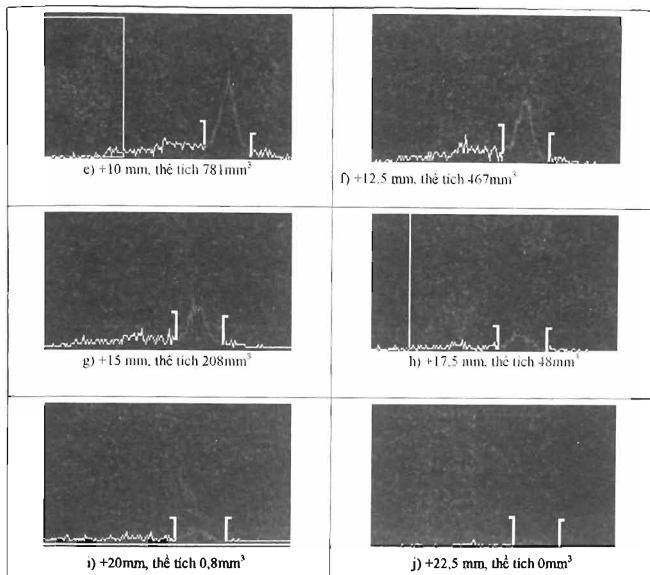 e) +10 mm, thể tích 781mm³
f) +12.5 mm, thể tích 467mm³
g) +15 mm, thể tích 208mm³
h) +17.5 mm, thể tích 48mm³
i) +20mm, thể tích 0,8mm³
j) +22,5 mm, thể tích 0mm³